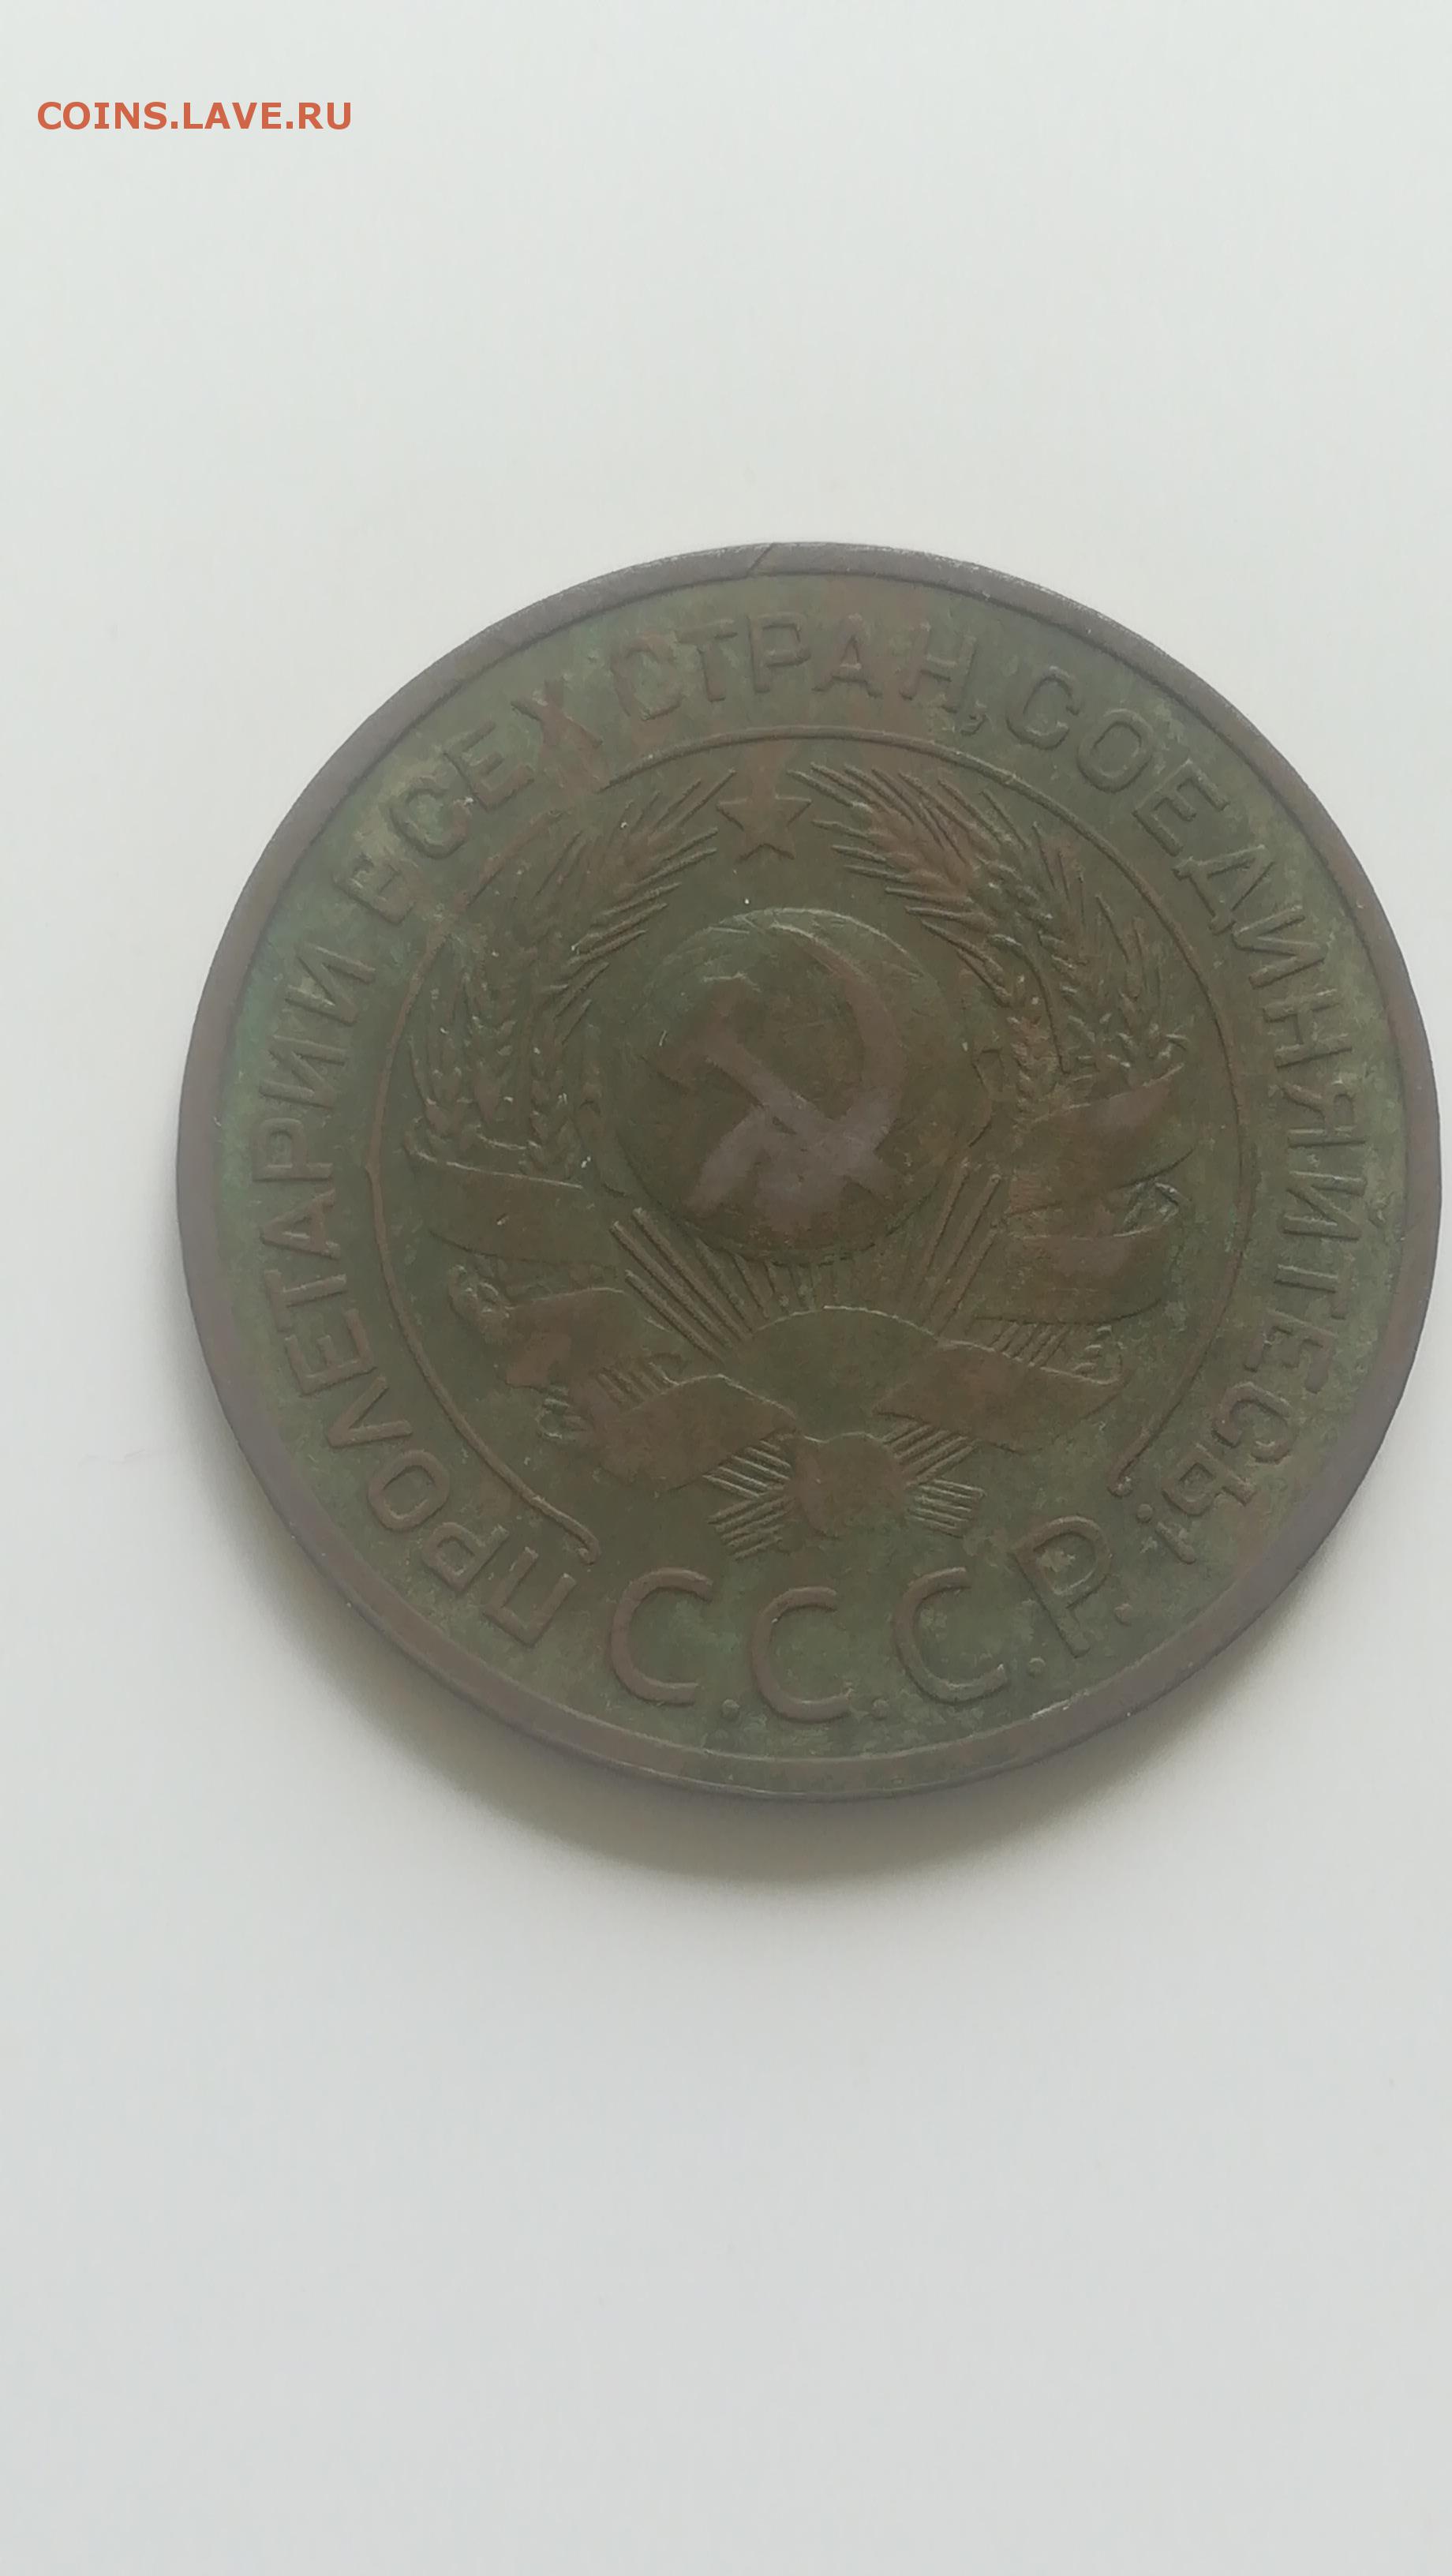 COINS.LAVE.RU
ПРОЛЕТАРИИ ВСЕХ СТРАН, СОЕДИНЯЙТЕСЬ!
С.С.С.Р.